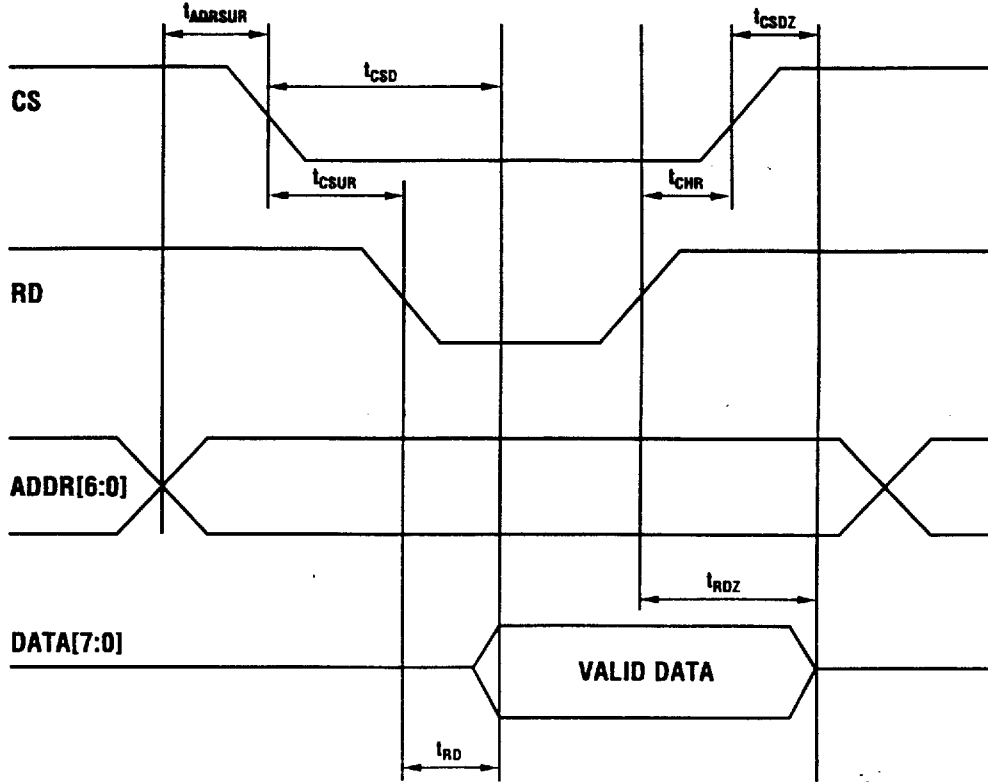 tADRSUR
tCSDZ
tCSD
CS
tCSUR
tCHR
RD
ADDR[6:0]
tRDZ
DATA[7:0]
VALID DATA
tRD